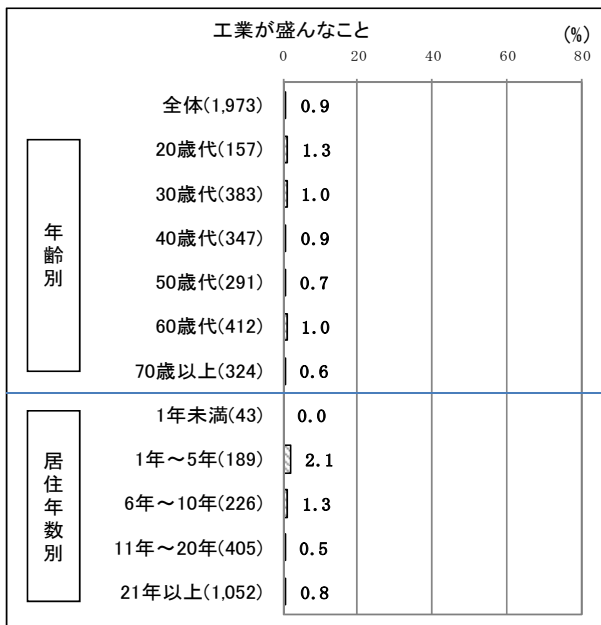 工業が盛んなこと
(%)
0 20 40 60 80
全体(1,973) 0.9
年齢別
20歳代(157) 1.3
30歳代(383) 1.0
40歳代(347) 0.9
50歳代(291) 0.7
60歳代(412) 1.0
70歳以上(324) 0.6
居住年数別
1年未満(43) 0.0
1年～5年(189) 2.1
6年～10年(226) 1.3
11年～20年(405) 0.5
21年以上(1,052) 0.8